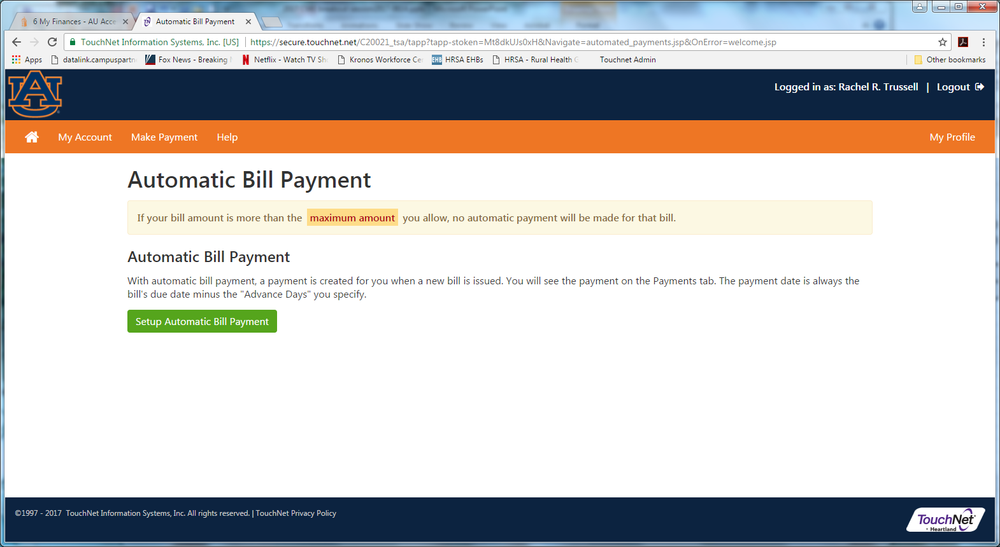 6 My Finances - AU Acce
Automatic Bill Payment
TouchNet Information Systems, Inc. [US]
https://secure.touchnet.net/C20021_tsa/tapp?tapp-stoken=Mt8dkUJs0xH&Navigate=automated_payments.jsp&OnError=welcome.jsp
Apps
datalink.campuspartn
Fox News - Breaking
Netflix - Watch TV Sh
Kronos Workforce Ce
EHB
HRSA EHBs
HRSA - Rural Health
Touchnet Admin
Other bookmarks
AU
Logged in as: Rachel R. Trussell | Logout
My Account
Make Payment
Help
My Profile
Automatic Bill Payment
If your bill amount is more than the maximum amount you allow, no automatic payment will be made for that bill.
Automatic Bill Payment
With automatic bill payment, a payment is created for you when a new bill is issued. You will see the payment on the Payments tab. The payment date is always the
bill's due date minus the "Advance Days" you specify.
Setup Automatic Bill Payment
©1997 - 2017 TouchNet Information Systems, Inc. All rights reserved. | TouchNet Privacy Policy
TouchNet®
+ Heartland